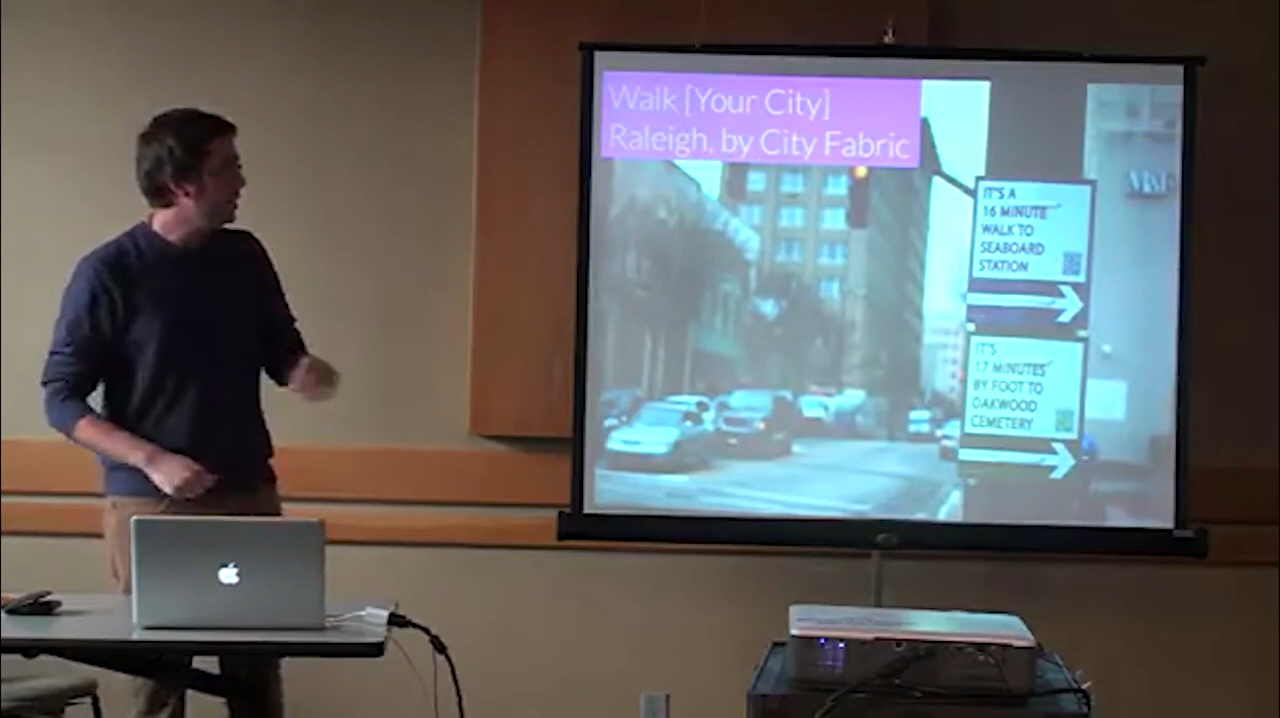 Walk [Your City]
Raleigh, by City Fabric
IT'S A
16 MINUTE
WALK TO
SEABOARD
STATION
IT'S
17 MINUTES
BY FOOT TO
OAKWOOD
CEMETERY